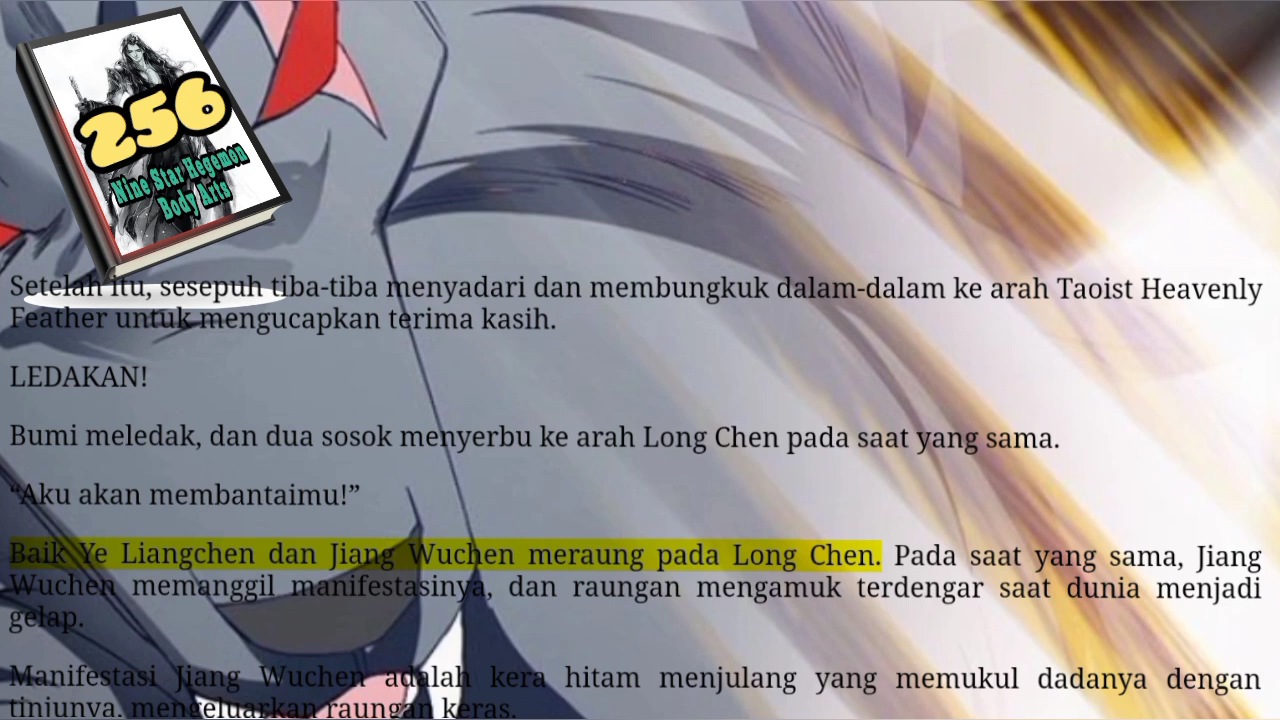 256
Nine Star Hegemon
Body Arts
Setelah itu, sesepuh tiba-tiba menyadari dan membungkuk dalam-dalam ke arah Taoist Heavenly
Feather untuk mengucapkan terima kasih.
LEDAKAN!
Bumi meledak, dan dua sosok menyerbu ke arah Long Chen pada saat yang sama.
“Aku akan membantaimu!”
Baik Ye Liangchen dan Jiang Wuchen meraung pada Long Chen. Pada saat yang sama, Jiang
Wuchen memanggil manifestasinya, dan raungan mengamuk terdengar saat dunia menjadi
gelap.
Manifestasi Jiang Wuchen adalah kera hitam menjulang yang memukul dadanya dengan
tinjunya, mengeluarkan raungan keras.